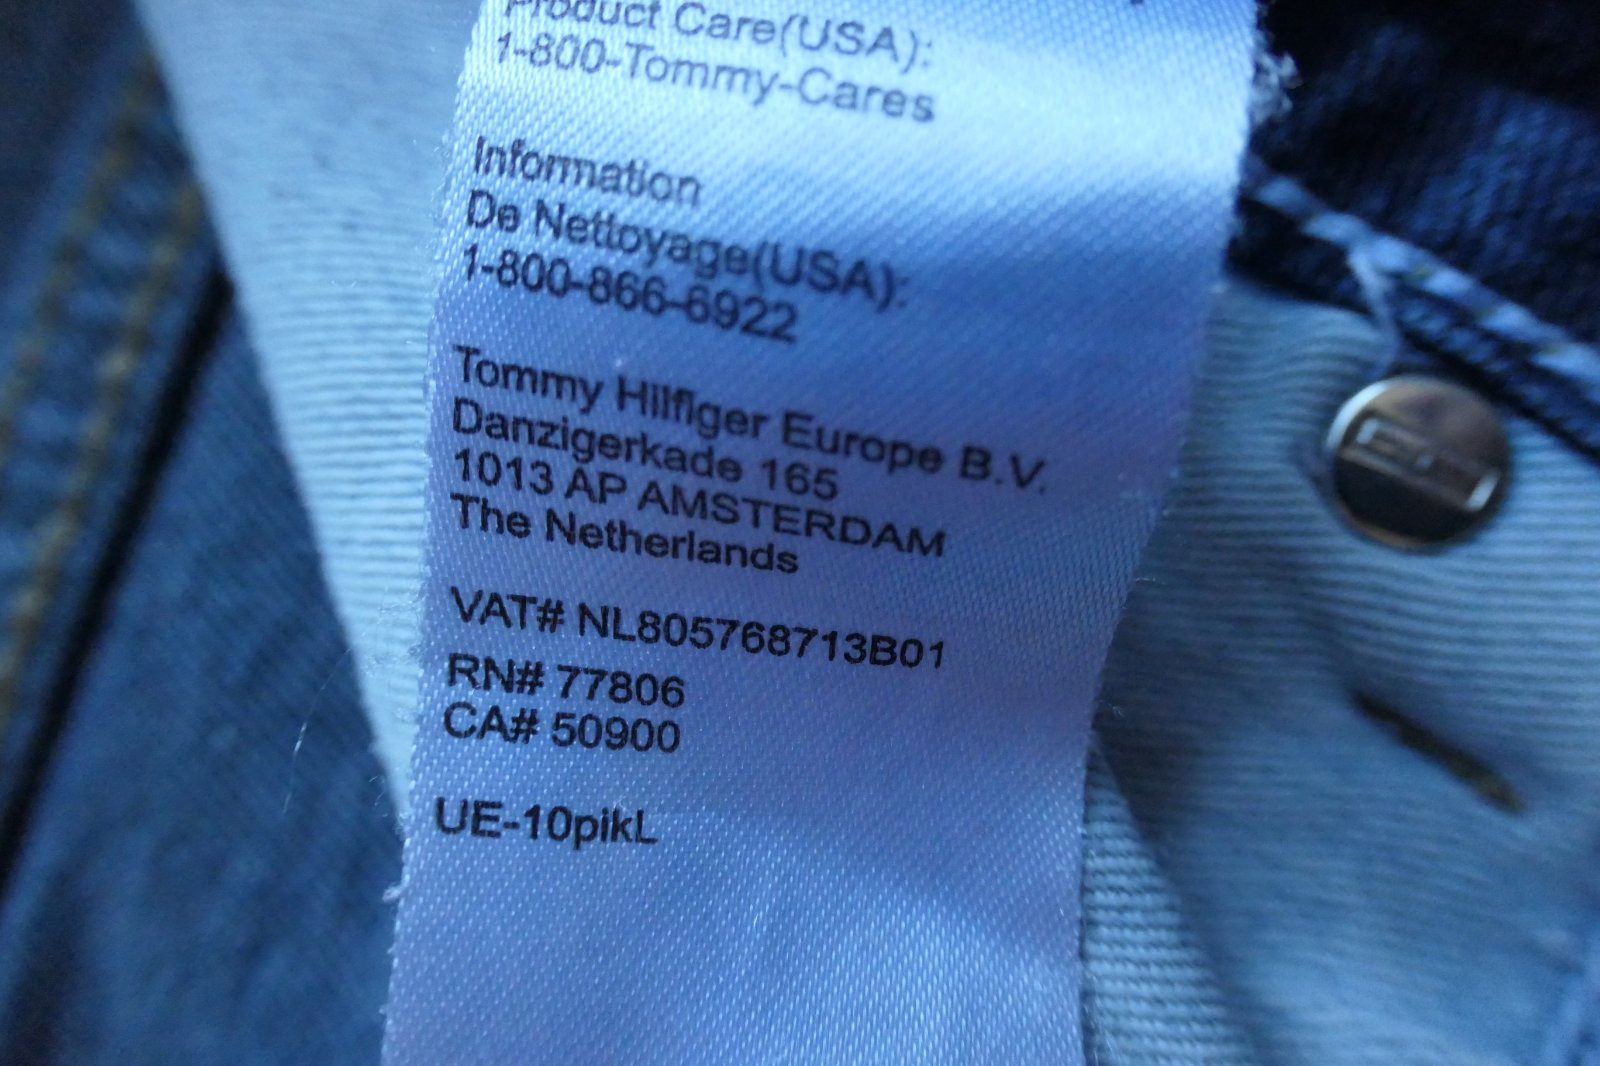 Product Care(USA):
1-800-Tommy-Cares
Information
De Nettoyage(USA):
1-800-866-6922
Tommy Hilfiger Europe B.V.
Danzigerkade 165
1013 AP AMSTERDAM
The Netherlands
VAT# NL805768713B01
RN# 77806
CA# 50900
UE-10pikL